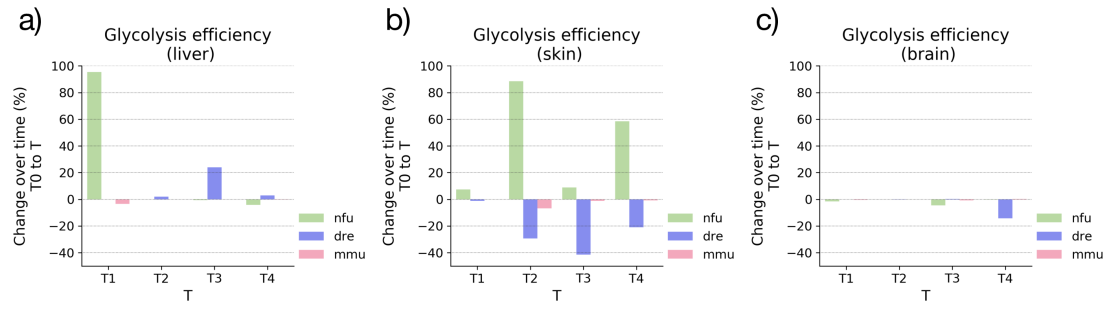 a)
Glycolysis efficiency
(liver)
Change over time (%)
T0 to T
100
80
60
40
20
0
−20
−40
T1 T2 T3 T4
T
nfu
dre
mmu
b)
Glycolysis efficiency
(skin)
Change over time (%)
T0 to T
100
80
60
40
20
0
−20
−40
T1 T2 T3 T4
T
nfu
dre
mmu
c)
Glycolysis efficiency
(brain)
Change over time (%)
T0 to T
100
80
60
40
20
0
−20
−40
T1 T2 T3 T4
T
nfu
dre
mmu